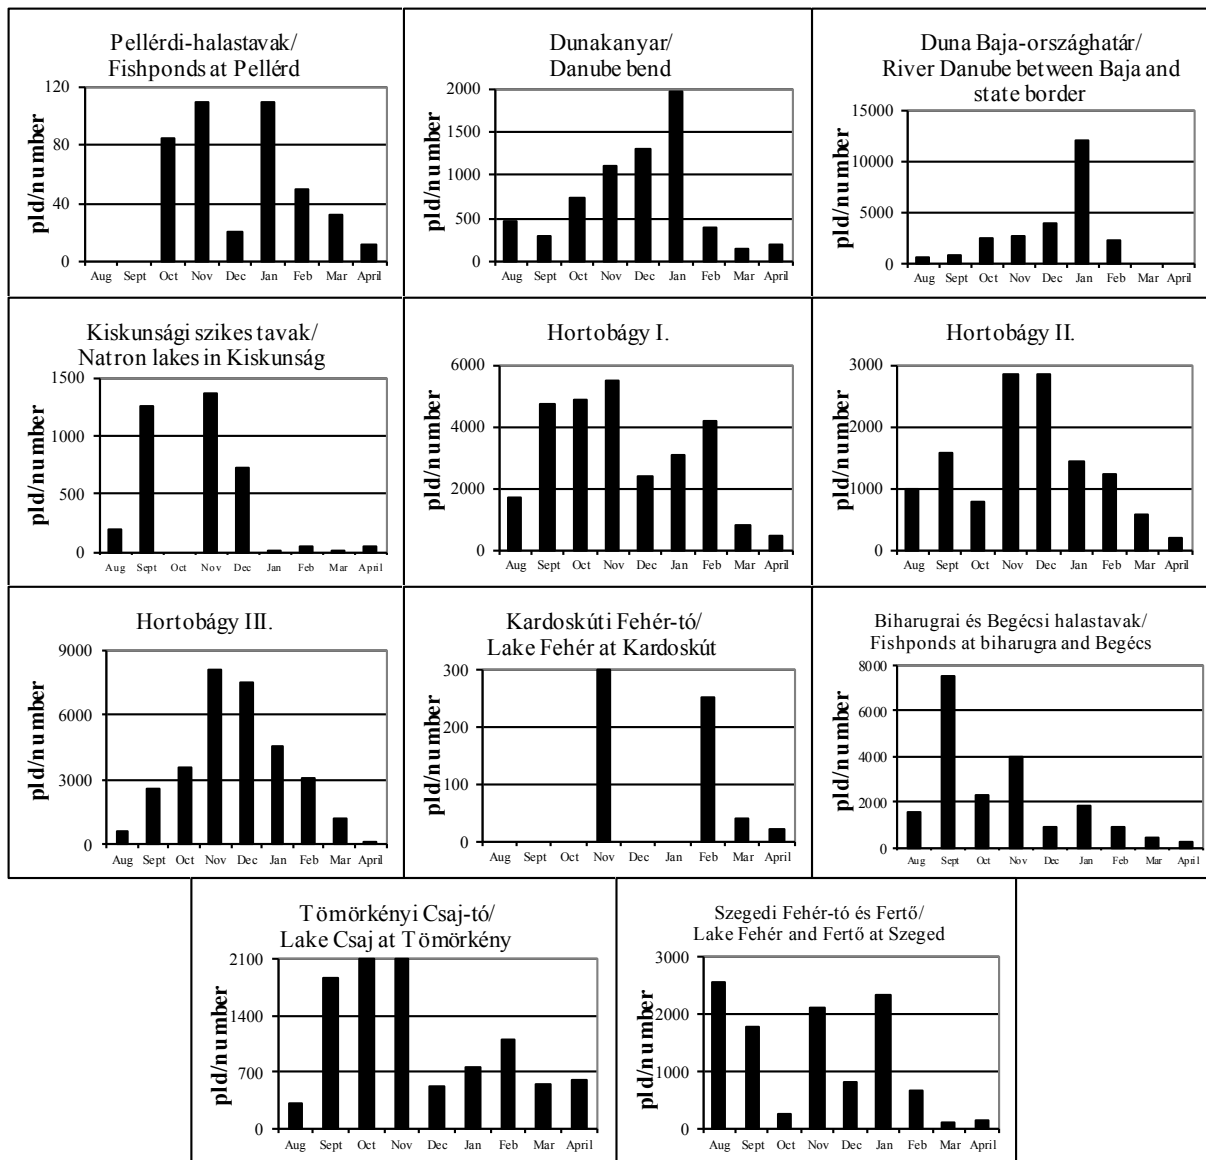 Pellérdi-halastavak/
Fishponds at Pellérd
pld/number
120
80
40
0
Aug Sept Oct Nov Dec Jan Feb Mar April
Dunakanyar/
Danube bend
pld/number
2000
1500
1000
500
0
Aug Sept Oct Nov Dec Jan Feb Mar April
Duna Baja-országhatár/
River Danube between Baja and
state border
pld/number
15000
10000
5000
0
Aug Sept Oct Nov Dec Jan Feb Mar April
Kiskunsági szikes tavak/
Natron lakes in Kiskunság
pld/number
1500
1000
500
0
Aug Sept Oct Nov Dec Jan Feb Mar April
Hortobágy I.
pld/number
6000
4000
2000
0
Aug Sept Oct Nov Dec Jan Feb Mar April
Hortobágy II.
pld/number
3000
2000
1000
0
Aug Sept Oct Nov Dec Jan Feb Mar April
Hortobágy III.
pld/number
9000
6000
3000
0
Aug Sept Oct Nov Dec Jan Feb Mar April
Kardoskúti Fehér-tó/
Lake Fehér at Kardoskút
pld/number
300
200
100
0
Aug Sept Oct Nov Dec Jan Feb Mar April
Biharugrai és Begécsi halastavak/
Fishponds at biharugra and Begécs
pld/number
8000
6000
4000
2000
0
Aug Sept Oct Nov Dec Jan Feb Mar April
Tömörkényi Csaj-tó/
Lake Csaj at Tömörkény
pld/number
2100
1400
700
0
Aug Sept Oct Nov Dec Jan Feb Mar April
Szegedi Fehér-tó és Fertő/
Lake Fehér and Fertő at Szeged
pld/number
3000
2000
1000
0
Aug Sept Oct Nov Dec Jan Feb Mar April